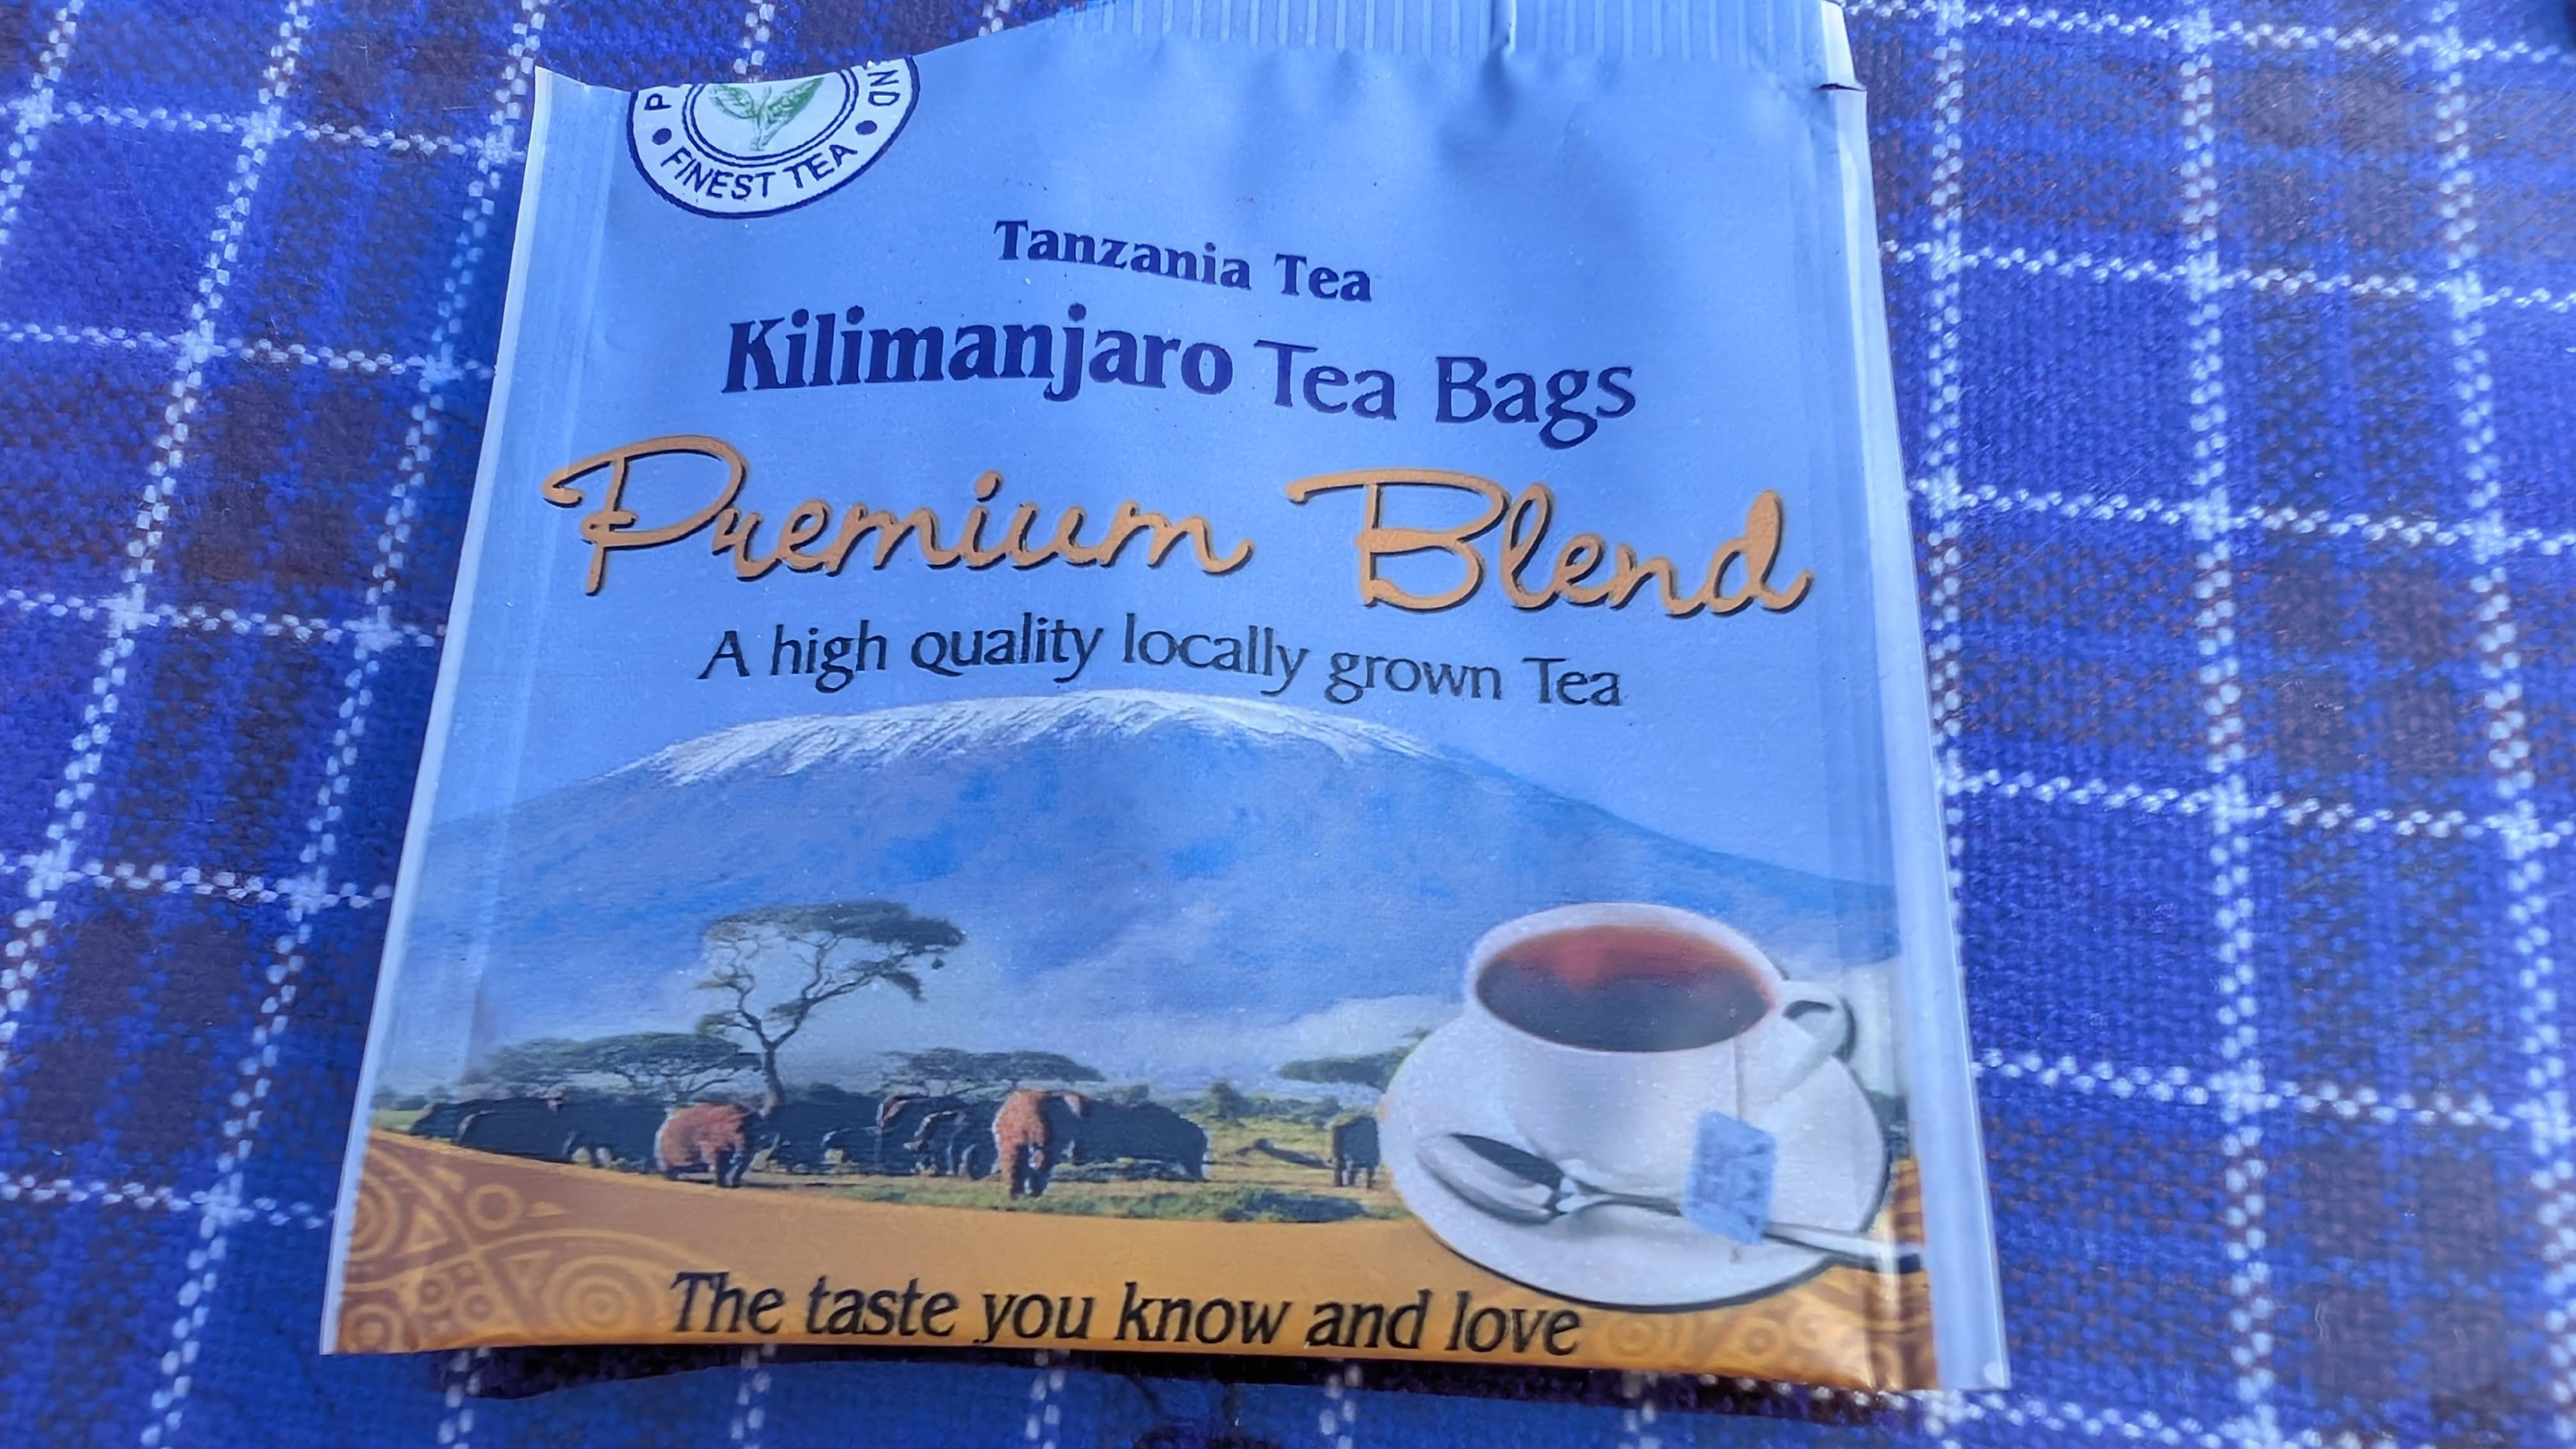 FINEST TEA
Tanzania Tea
Kilimanjaro Tea Bags
Premium Blend
A high quality locally grown Tea
The taste you know and love